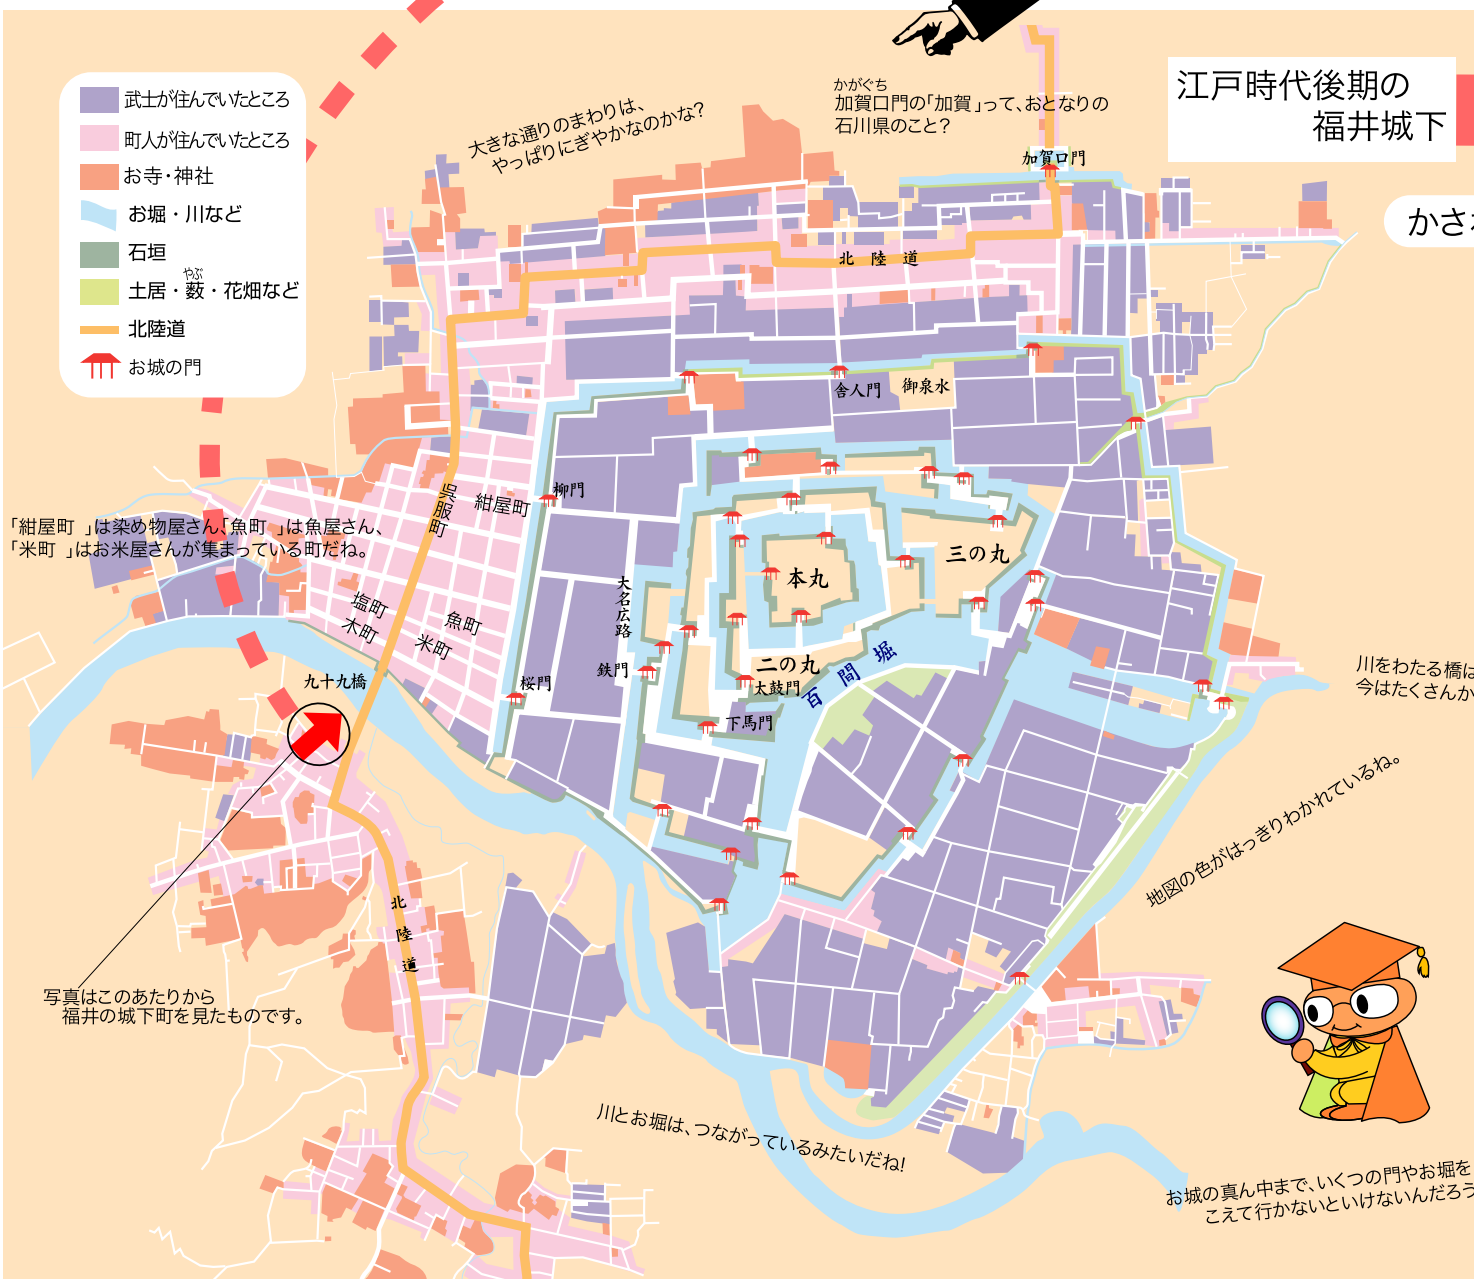 江戸時代後期の
福井城下
武士が住んでいたところ
町人が住んでいたところ
お寺・神社
お堀・川など
石垣
やぶ
土居・薮・花畑など
北陸道
お城の門
大きな通りのまわりは、
やっぱりにぎやかなのかな?
かがぐち
加賀口門の「加賀」って、おとなりの
石川県のこと?
加賀口門
かさ
北陸道
舎人門
御泉水
柳門
呉服町
紺屋町
「紺屋町 」は染め物屋さん、「魚町 」は魚屋さん、
「米町 」はお米屋さんが集まっている町だね。
三の丸
本丸
大名広路
塩町
木町
魚町
米町
鉄門
二の丸
太鼓門
百間堀
桜門
下馬門
九十九橋
川をわたる橋は
今はたくさんか
地図の色がはっきりわかれているね。
北陸道
写真はこのあたりから
福井の城下町を見たものです。
川とお堀は、つながっているみたいだね!
お城の真ん中まで、いくつの門やお堀を
こえて行かないといけないんだろう